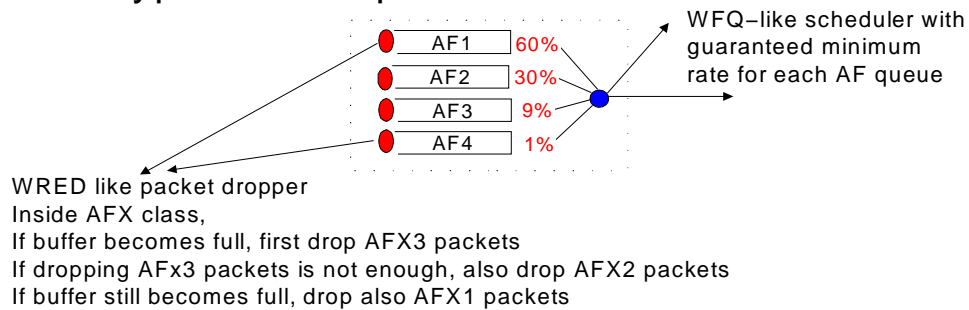 WFQ−like scheduler with
guaranteed minimum
rate for each AF queue
AF1 60%
AF2 30%
AF3 9%
AF4 1%
WRED like packet dropper
Inside AFX class,
If buffer becomes full, first drop AFX3 packets
If dropping AFx3 packets is not enough, also drop AFX2 packets
If buffer still becomes full, drop also AFX1 packets